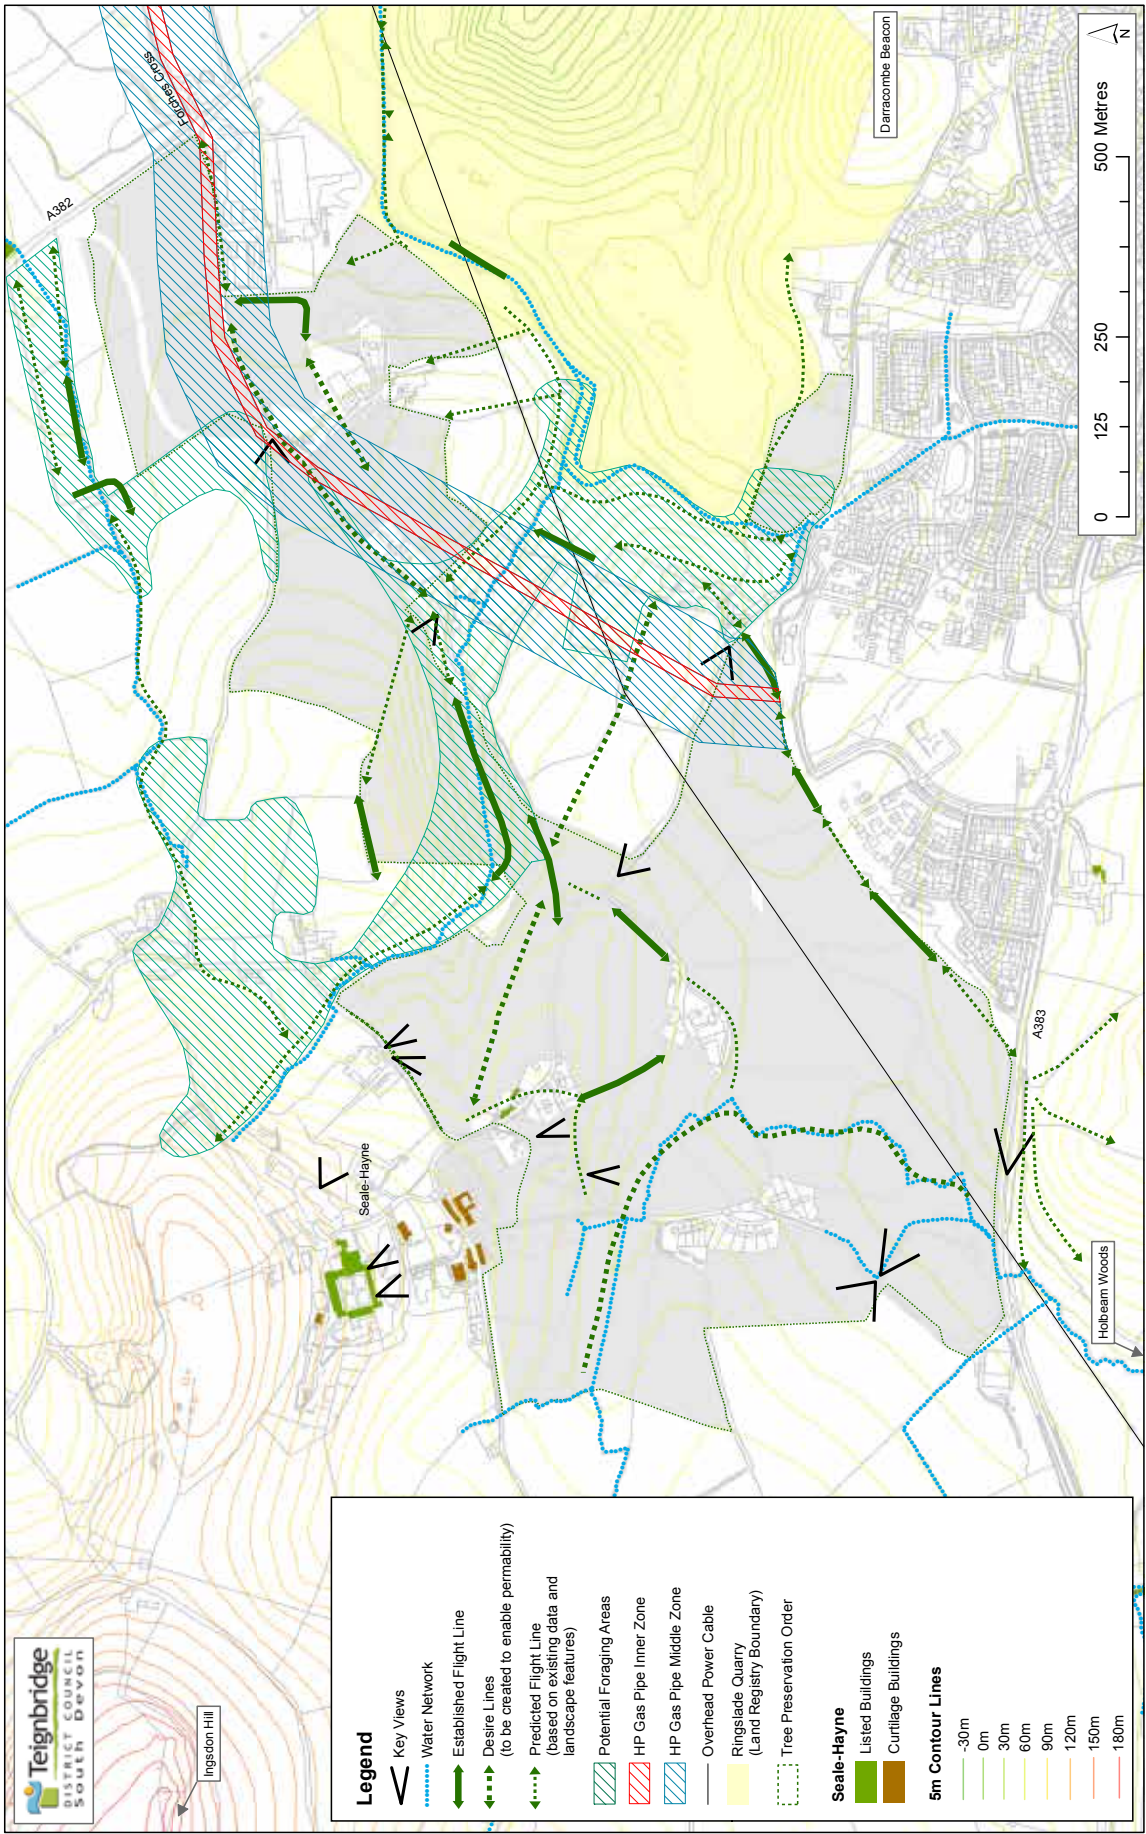 Teignbridge
DISTRICT COUNCIL
South Devon
Ingsdon Hill
Legend
Key Views
Water Network
Established Flight Line
Desire Lines
(to be created to enable permability)
Predicted Flight Line
(based on existing data and
landscape features)
Potential Foraging Areas
HP Gas Pipe Inner Zone
HP Gas Pipe Middle Zone
Overhead Power Cable
Ringslade Quarry
(Land Registry Boundary)
Tree Preservation Order
Seale-Hayne
Listed Buildings
Curtilage Buildings
5m Contour Lines
-30m
0m
30m
60m
90m
120m
150m
180m
Seale-Hayne
Holbeam Woods
A383
A382
Forches Cross
Darracombe Beacon
0
125
250
500 Metres
N